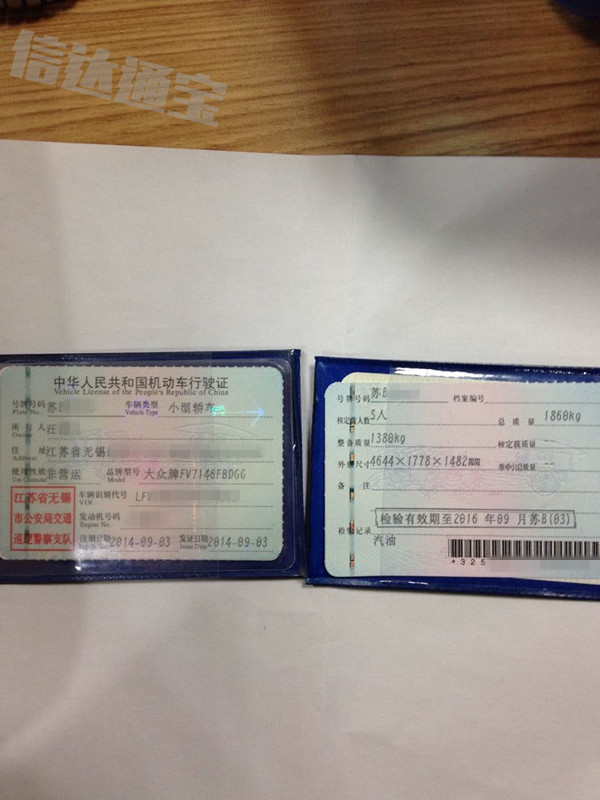 信达通宝
中华人民共和国机动车行驶证
Vehicle License of the People's Republic of China
号牌号码 苏B 车辆类型 小型轿车
Plate No. Vehicle Type
所有人 汪
Owner
住址 江苏省无锡
Address
使用性质 非营运 品牌型号 大众牌FV7146FBDGG
Use Character Model
江苏省无锡
市公安局交通
巡逻警察支队
车辆识别代号 LFV
VIN
发动机号码
Engine No.
注册日期 2014-09-03 发证日期 2014-09-03
Register Date Issue Date
号牌号码 苏B 档案编号
核定载人数 5人 总质量 1860kg
整备质量 1380kg 核定载质量 --
外廓尺寸 4644×1778×1482mm 准牵引总质量 --
备注
检验记录 检验有效期至2016年09月苏B(03)
汽油
*325